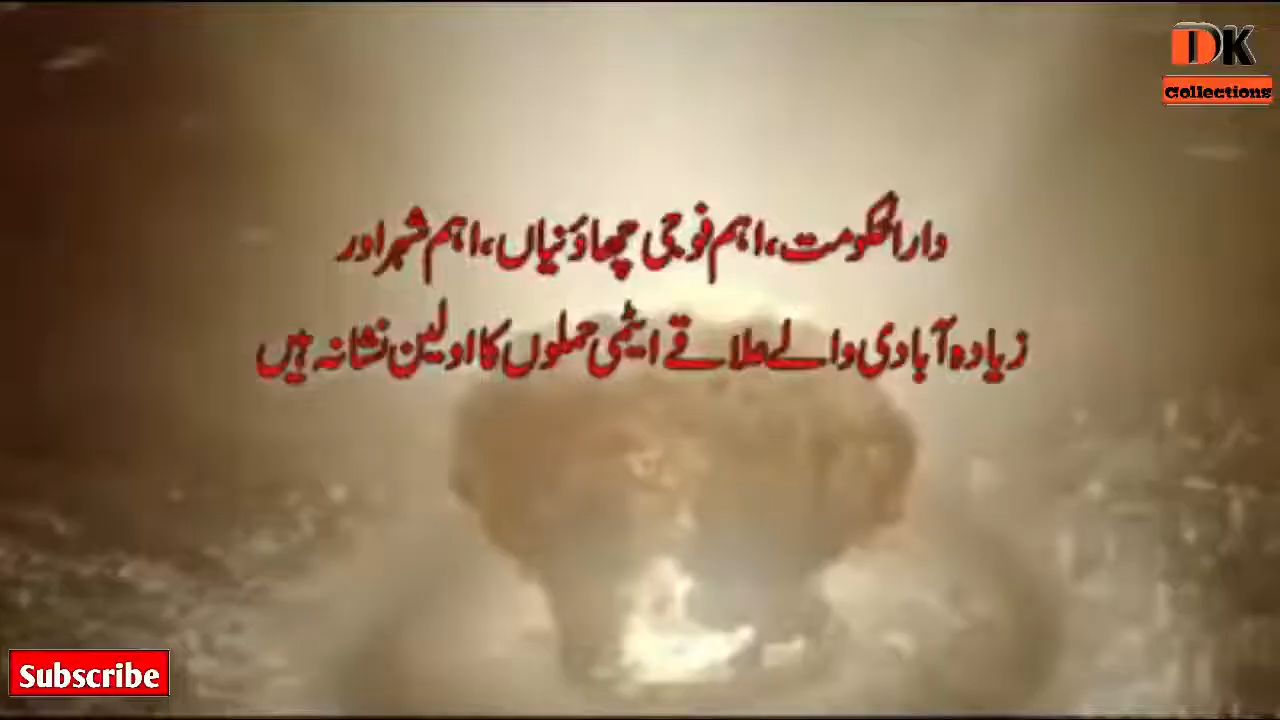 DK
Collections
دارالحکومت، اہم فوجی چھاؤنیاں، اہم شہر اور
زیادہ آبادی والے علاقے ایٹمی حملوں کا اولین نشانہ ہیں
Subscribe